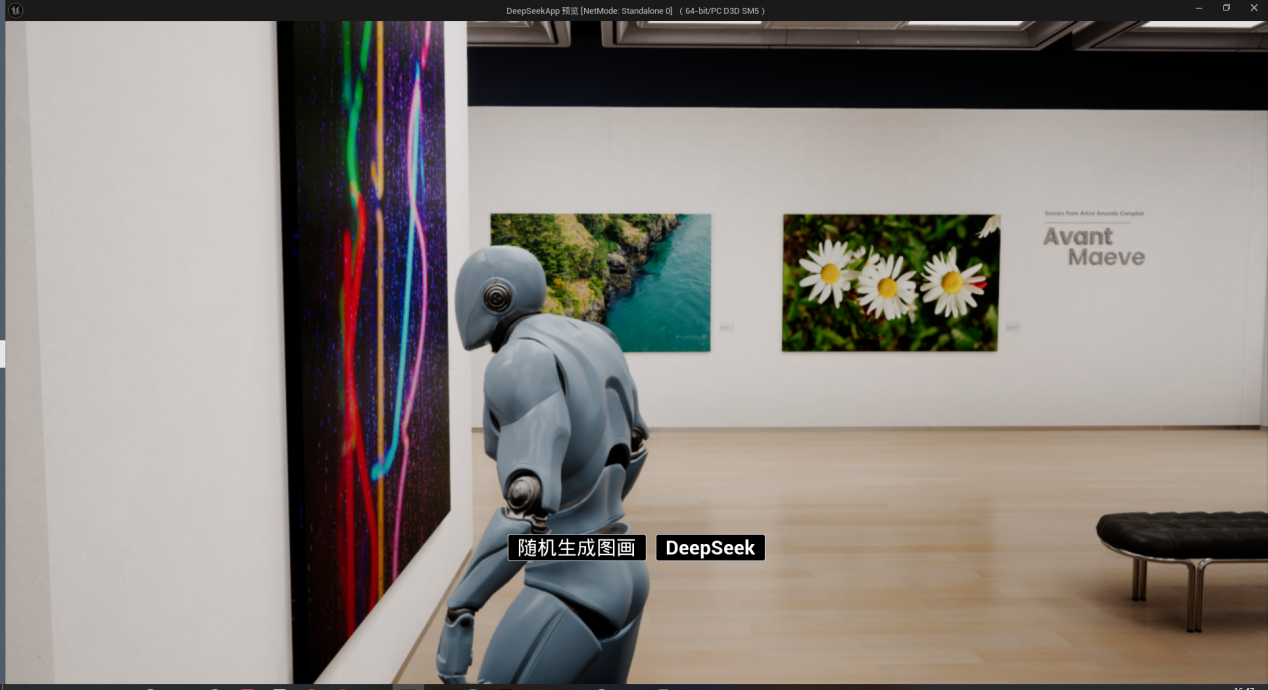 DeepSeekApp 预览 [NetMode: Standalone 0] ( 64-bit/PC D3D SM5 )
Scenes from Artist Amanda Complais
Avant
Maeve
随机生成图画
DeepSeek